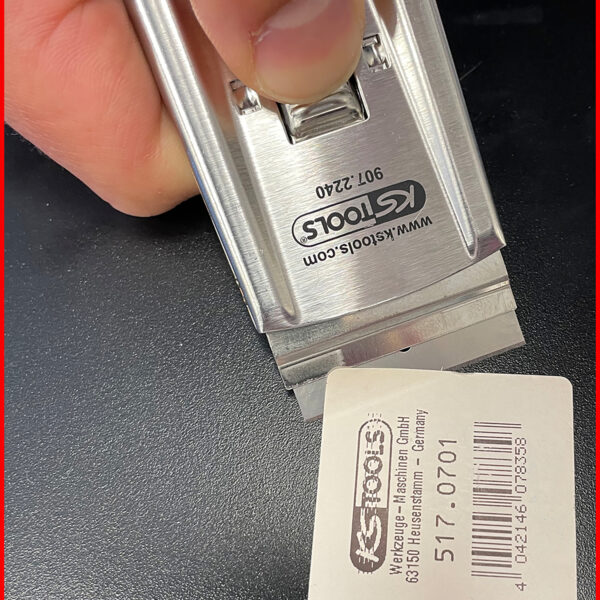 907.2240
KS TOOLS®
www.kstools.com
KS TOOLS
Werkzeuge-Maschinen GmbH
63150 Heusenstamm - Germany
517.0701
4 042146 078358